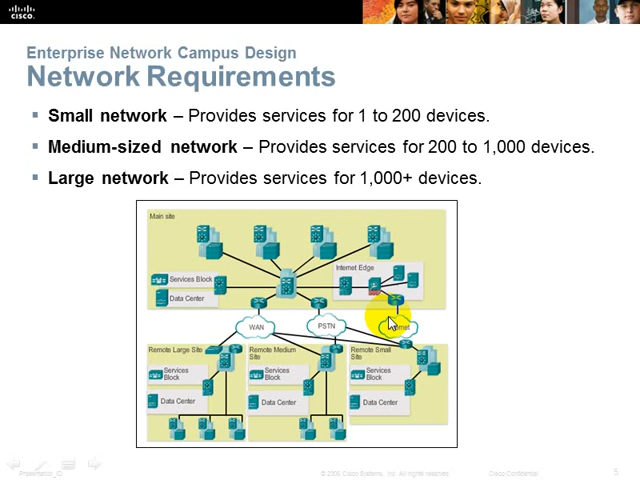 CISCO
Enterprise Network Campus Design
Network Requirements
Small network – Provides services for 1 to 200 devices.
Medium-sized network – Provides services for 200 to 1,000 devices.
Large network – Provides services for 1,000+ devices.
Main site
Internet Edge
Services Block
Data Center
WAN
PSTN
Remote Large Site
Services
Block
Data Center
Remote Medium
Site
Services
Block
Data Center
Remote Small
Site
Services
Block
Data Center
Presentation_ID
© 2008 Cisco Systems, Inc. All rights reserved.
Cisco Confidential
5